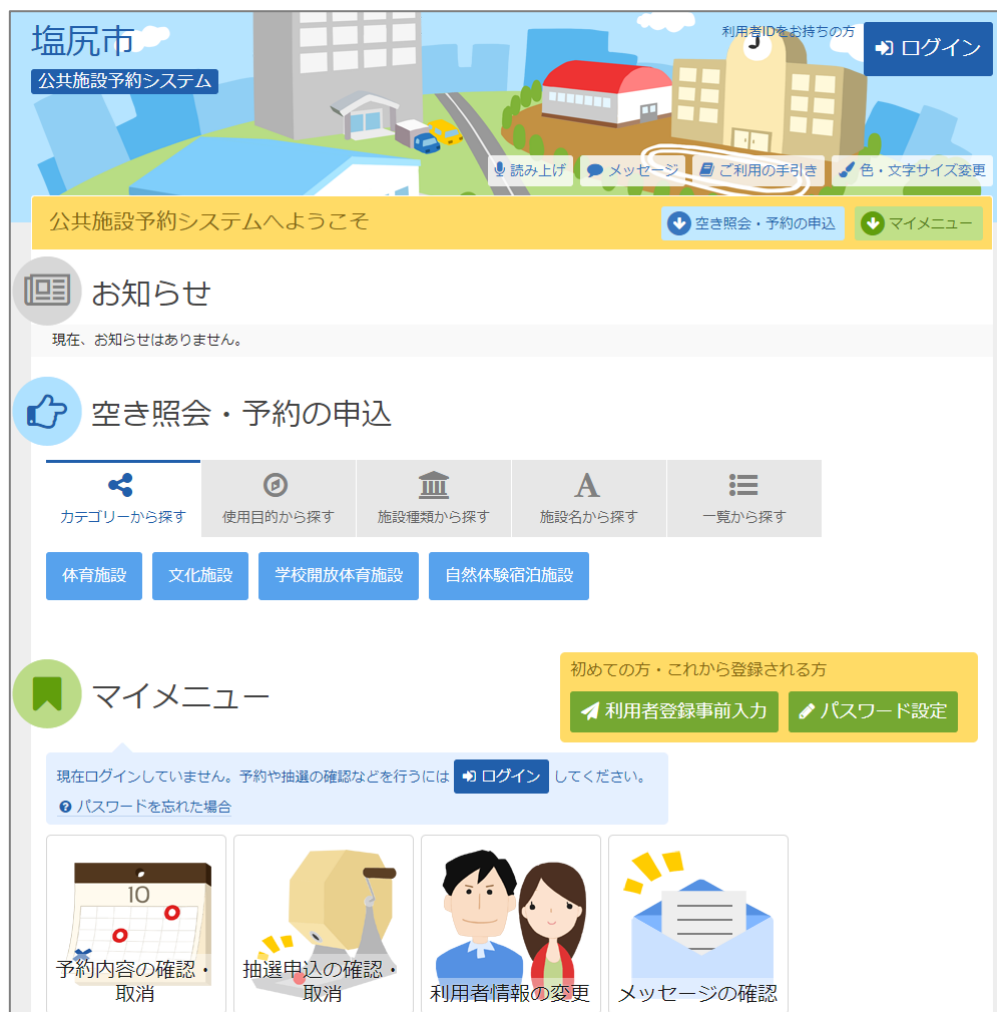 塩尻市
公共施設予約システム
利用者IDをお持ちの方
ログイン
読み上げ
メッセージ
ご利用の手引き
色・文字サイズ変更
公共施設予約システムへようこそ
空き照会・予約の申込
マイメニュー
お知らせ
現在、お知らせはありません。
空き照会・予約の申込
カテゴリーから探す
使用目的から探す
施設種類から探す
A
施設名から探す
一覧から探す
体育施設
文化施設
学校開放体育施設
自然体験宿泊施設
マイメニュー
初めての方・これから登録される方
利用者登録事前入力
パスワード設定
現在ログインしていません。予約や抽選の確認などを行うには ログイン してください。
パスワードを忘れた場合
10
予約内容の確認・
取消
抽選申込の確認・
取消
利用者情報の変更
メッセージの確認